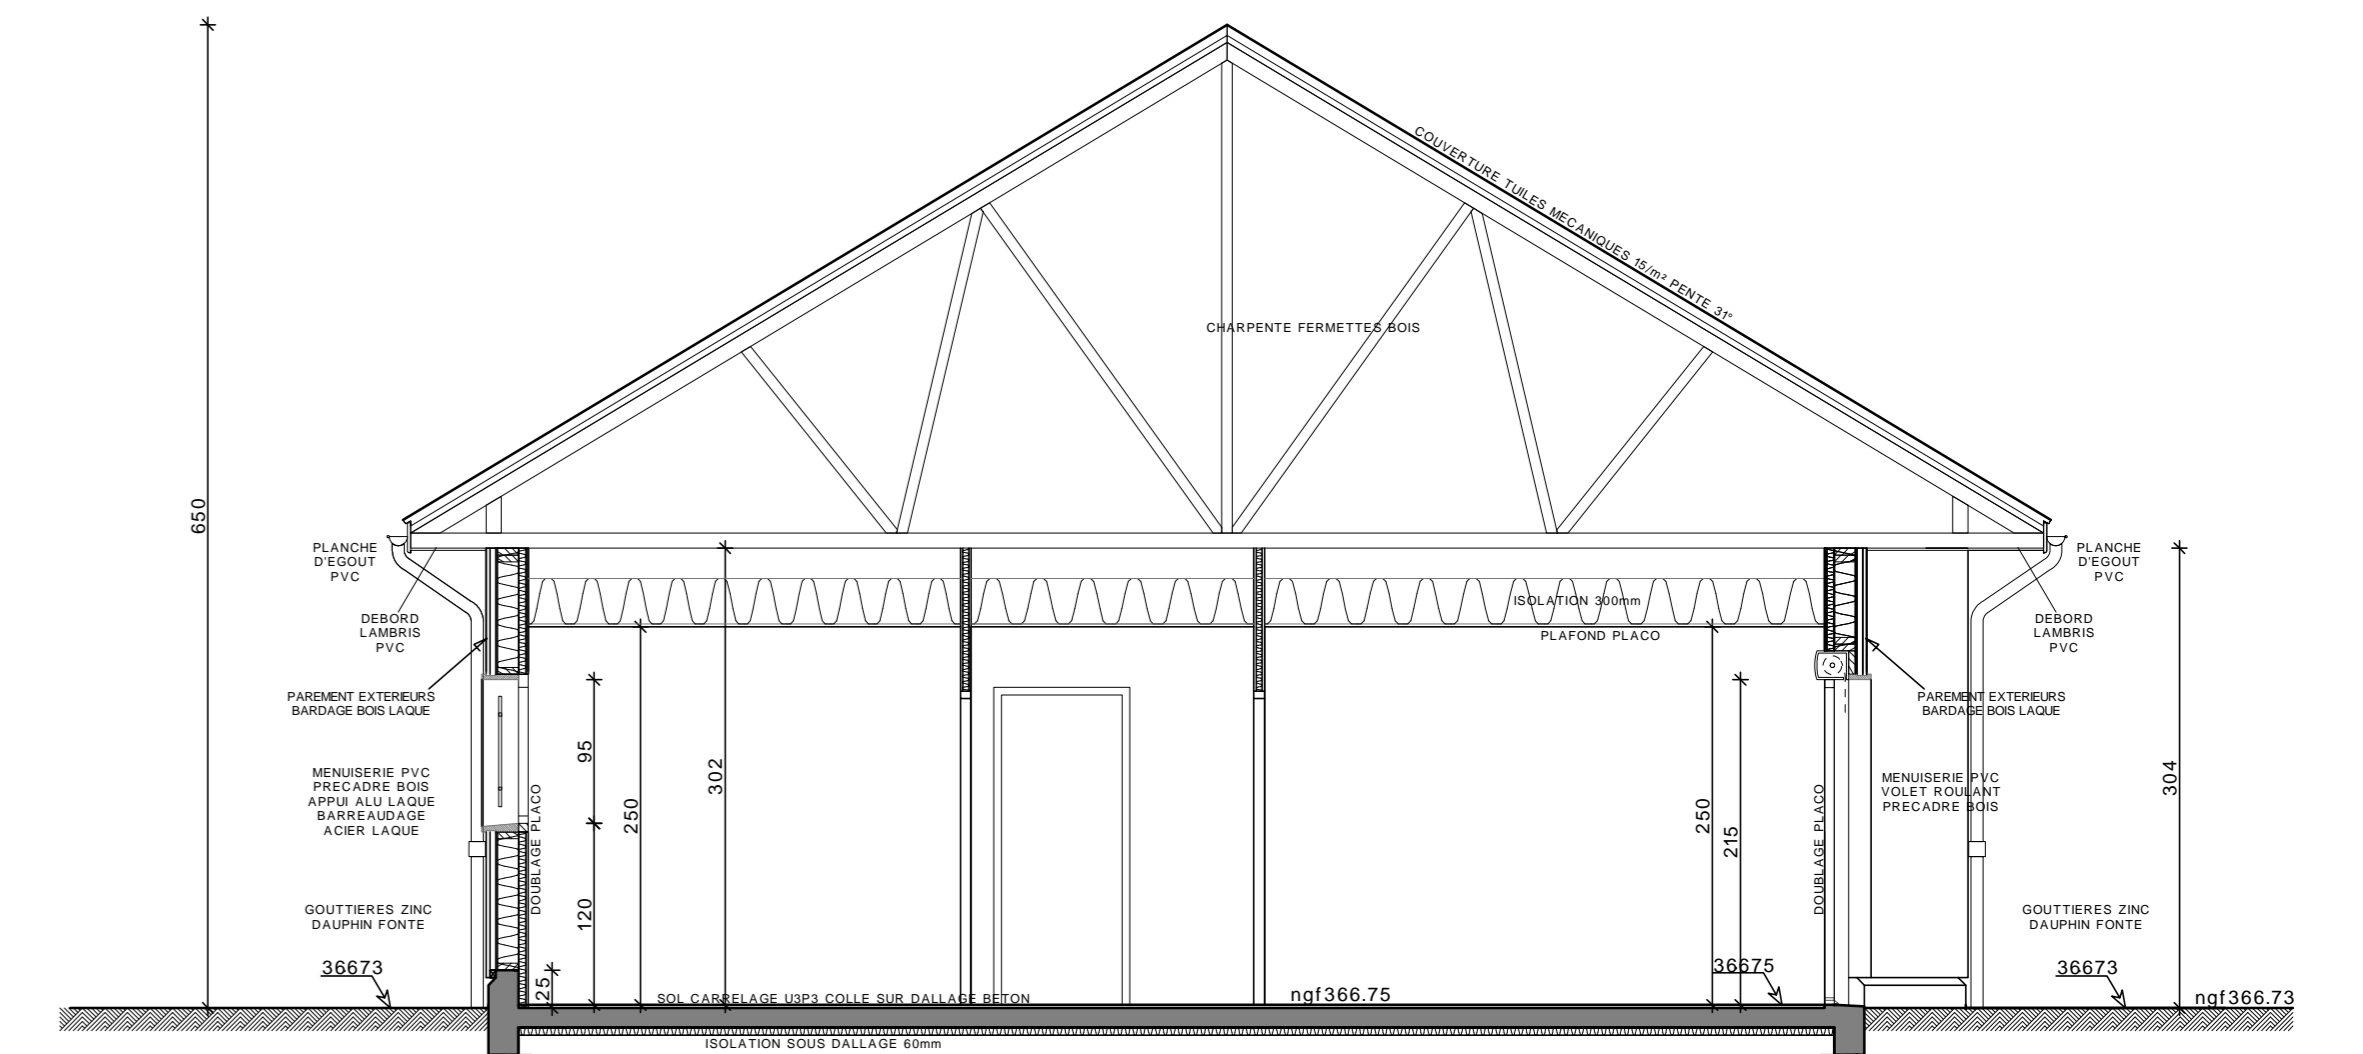 COUVERTURE TUILES MECANIQUES 15/m² PENTE 31°
CHARPENTE FERMETTES BOIS
650
PLANCHE
D'EGOUT
PVC
PLANCHE
D'EGOUT
PVC
ISOLATION 300mm
PLAFOND PLACO
DEBORD
LAMBRIS
PVC
DEBORD
LAMBRIS
PVC
PAREMENT EXTERIEURS
BARDAGE BOIS LAQUE
PAREMENT EXTERIEURS
BARDAGE BOIS LAQUE
95
302
304
MENUISERIE PVC
PRECADRE BOIS
APPUI ALU LAQUE
BARREAUDAGE
ACIER LAQUE
MENUISERIE PVC
VOLET ROULANT
PRECADRE BOIS
250
250
215
DOUBLAGE PLACO
DOUBLAGE PLACO
120
GOUTTIERES ZINC
DAUPHIN FONTE
GOUTTIERES ZINC
DAUPHIN FONTE
36673
25
36675
36673
SOL CARRELAGE U3P3 COLLE SUR DALLAGE BETON
ngf366.75
ngf366.73
ISOLATION SOUS DALLAGE 60mm